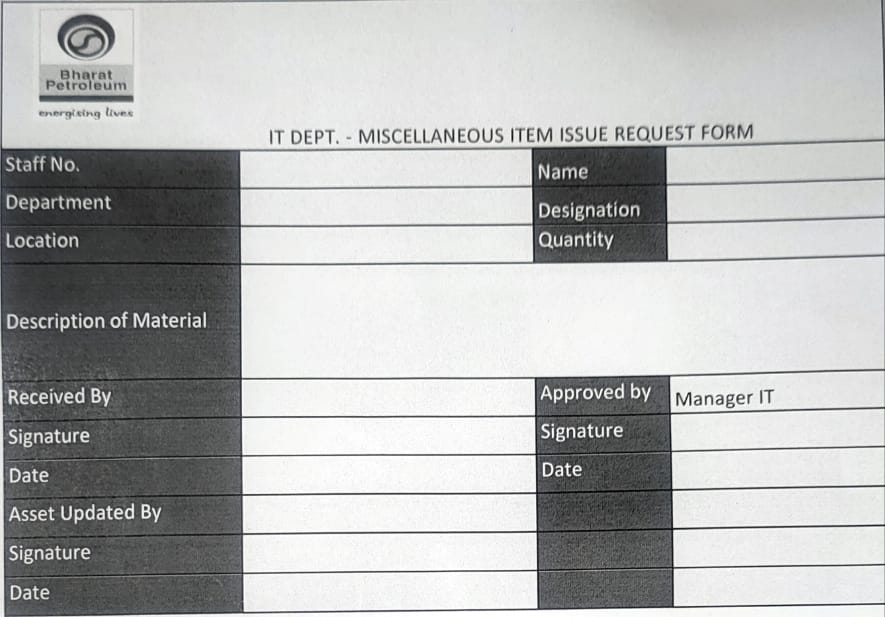 Bharat
Petroleum
energising lives
IT DEPT. - MISCELLANEOUS ITEM ISSUE REQUEST FORM
Staff No. Name
Department Designation
Location Quantity
Description of Material
Received By Approved by Manager IT
Signature Signature
Date Date
Asset Updated By
Signature
Date